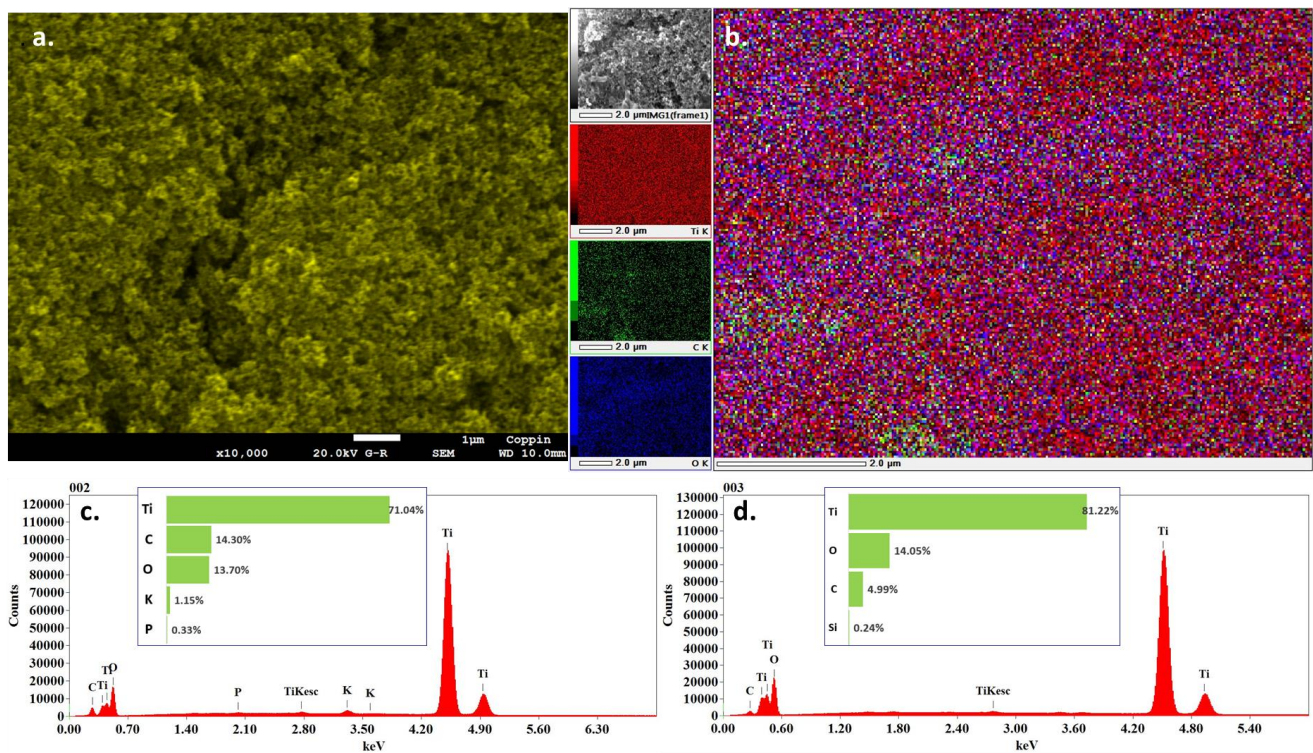 a.
1µm Coppin
x10,000 20.0kV G-R SEM WD 10.0mm
2.0 µmIMG1(frame1)
2.0 µm Ti K
2.0 µm C K
2.0 µm O K
b.
2.0 µm
002
c.
Counts
120000
110000
100000
90000
80000
70000
60000
50000
40000
30000
20000
10000
0
Ti 71.04%
C 14.30%
O 13.70%
K 1.15%
P 0.33%
C Ti Ti O P TiKesc K K Ti Ti
0.00 0.70 1.40 2.10 2.80 3.50 4.20 4.90 5.60 6.30
keV
003
d.
Counts
130000
120000
110000
100000
90000
80000
70000
60000
50000
40000
30000
20000
10000
0
Ti 81.22%
O 14.05%
C 4.99%
Si 0.24%
C Ti Ti O TiKesc Ti Ti
0.00 0.60 1.20 1.80 2.40 3.00 3.60 4.20 4.80 5.40
keV